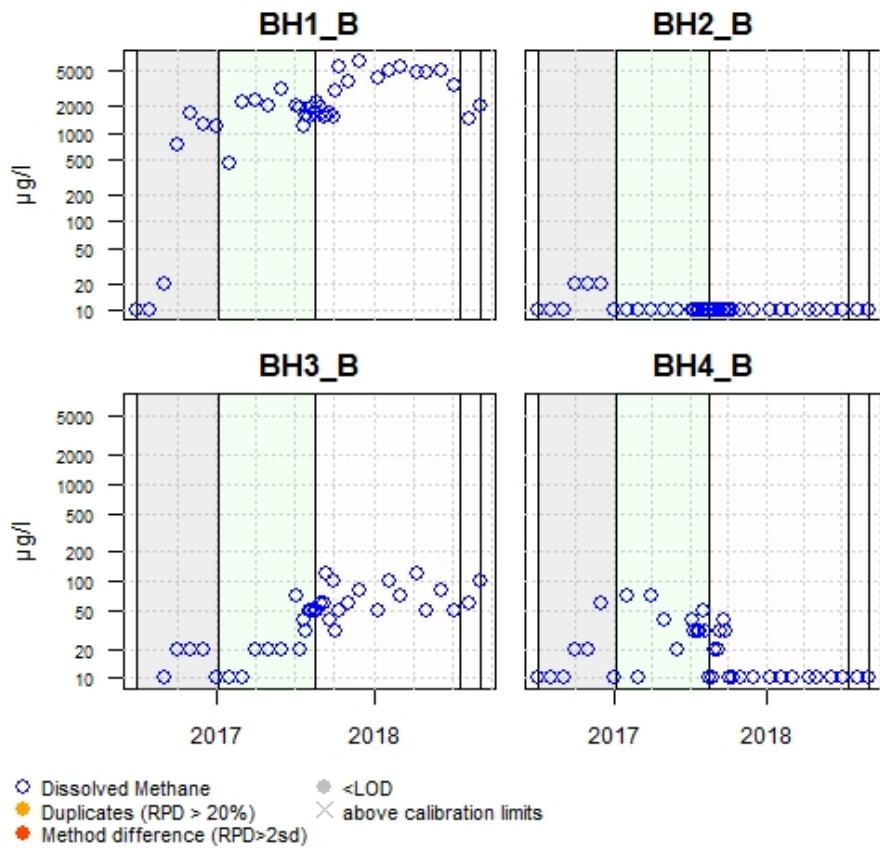 BH1_B BH2_B
5000
2000
1000
500
200
100
50
20
10
µg/l
BH3_B BH4_B
5000
2000
1000
500
200
100
50
20
10
µg/l
2017 2018 2017 2018
Dissolved Methane <LOD
Duplicates (RPD > 20%) above calibration limits
Method difference (RPD>2sd)